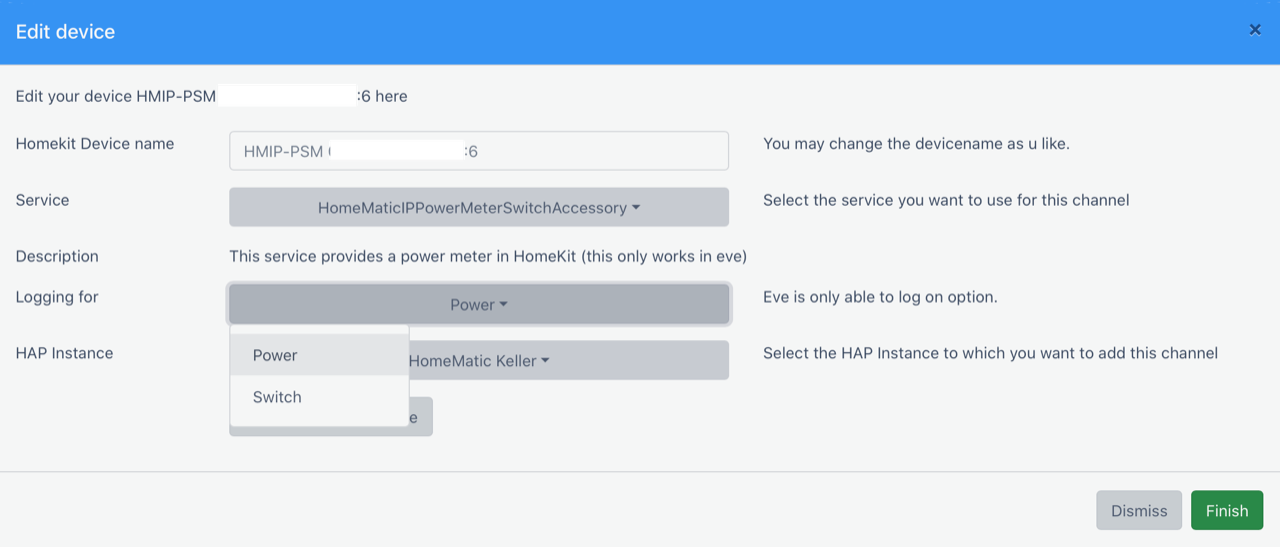 Edit device ×
Edit your device HMIP-PSM :6 here
Homekit Device name HMIP-PSM :6 You may change the devicename as u like.
Service HomeMaticIPPowerMeterSwitchAccessory Select the service you want to use for this channel
Description This service provides a power meter in HomeKit (this only works in eve)
Logging for Power Eve is only able to log on option.
HAP Instance HomeMatic Keller Select the HAP Instance to which you want to add this channel
Power
Switch
e
Dismiss Finish